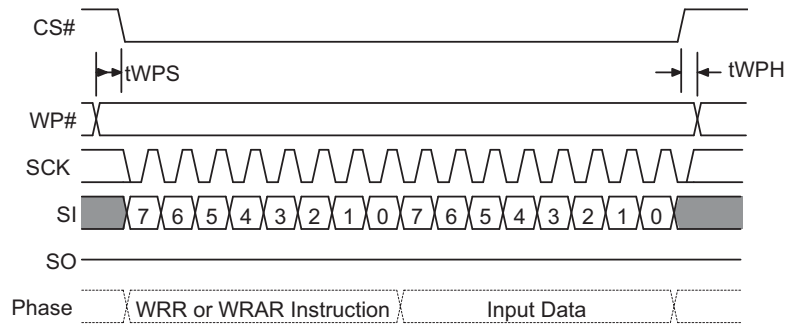 CS#
tWPS
tWPH
WP#
SCK
SI 7 6 5 4 3 2 1 0 7 6 5 4 3 2 1 0
SO
Phase WRR or WRAR Instruction Input Data